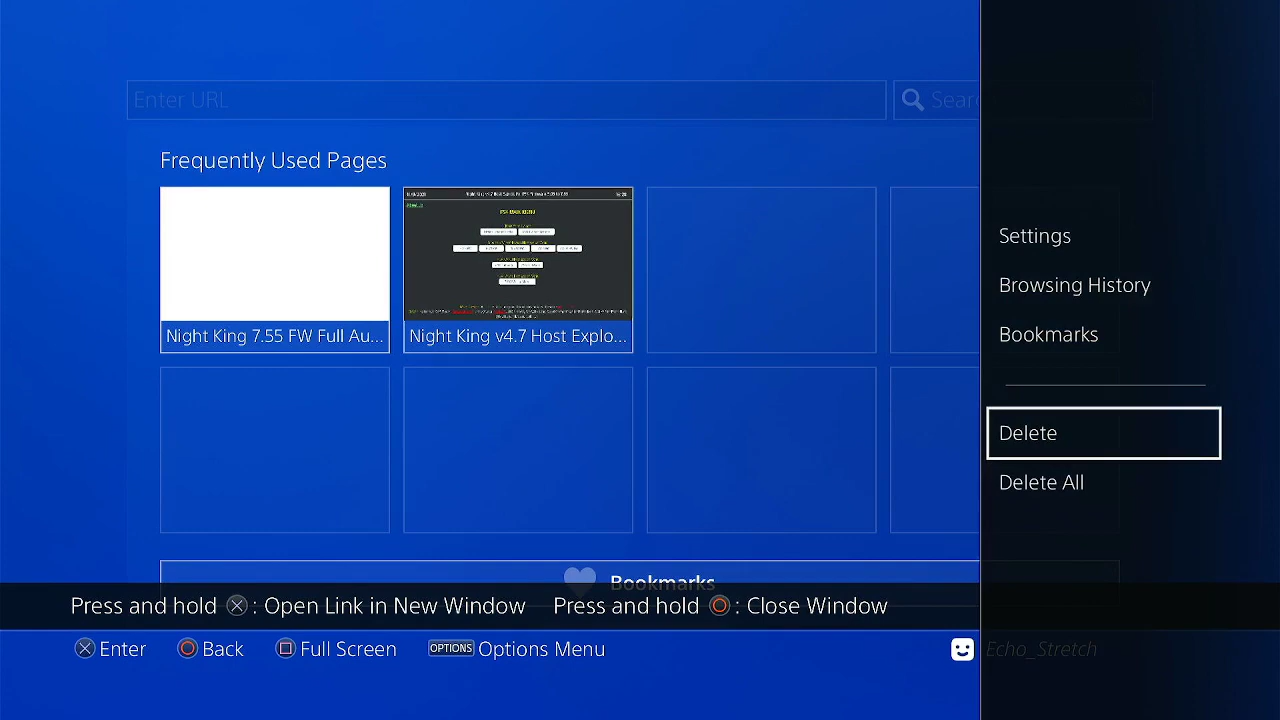 Enter URL
Sear
Frequently Used Pages
Night King 7.55 FW Full Au...
Night King v4.7 Host Explo...
Settings
Browsing History
Bookmarks
Delete
Delete All
Bookmarks
Press and hold : Open Link in New Window Press and hold : Close Window
Enter Back Full Screen OPTIONS Options Menu
Echo_Stretch